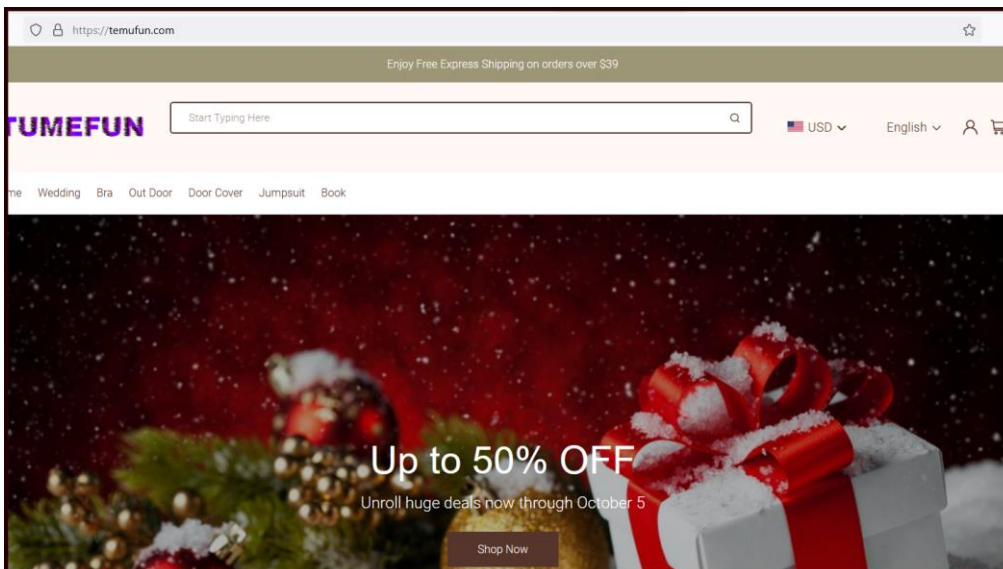 https://temufun.com
Enjoy Free Express Shipping on orders over $39
TUMEFUN
Start Typing Here
USD
English
me Wedding Bra Out Door Door Cover Jumpsuit Book
Up to 50% OFF
Unroll huge deals now through October 5
Shop Now